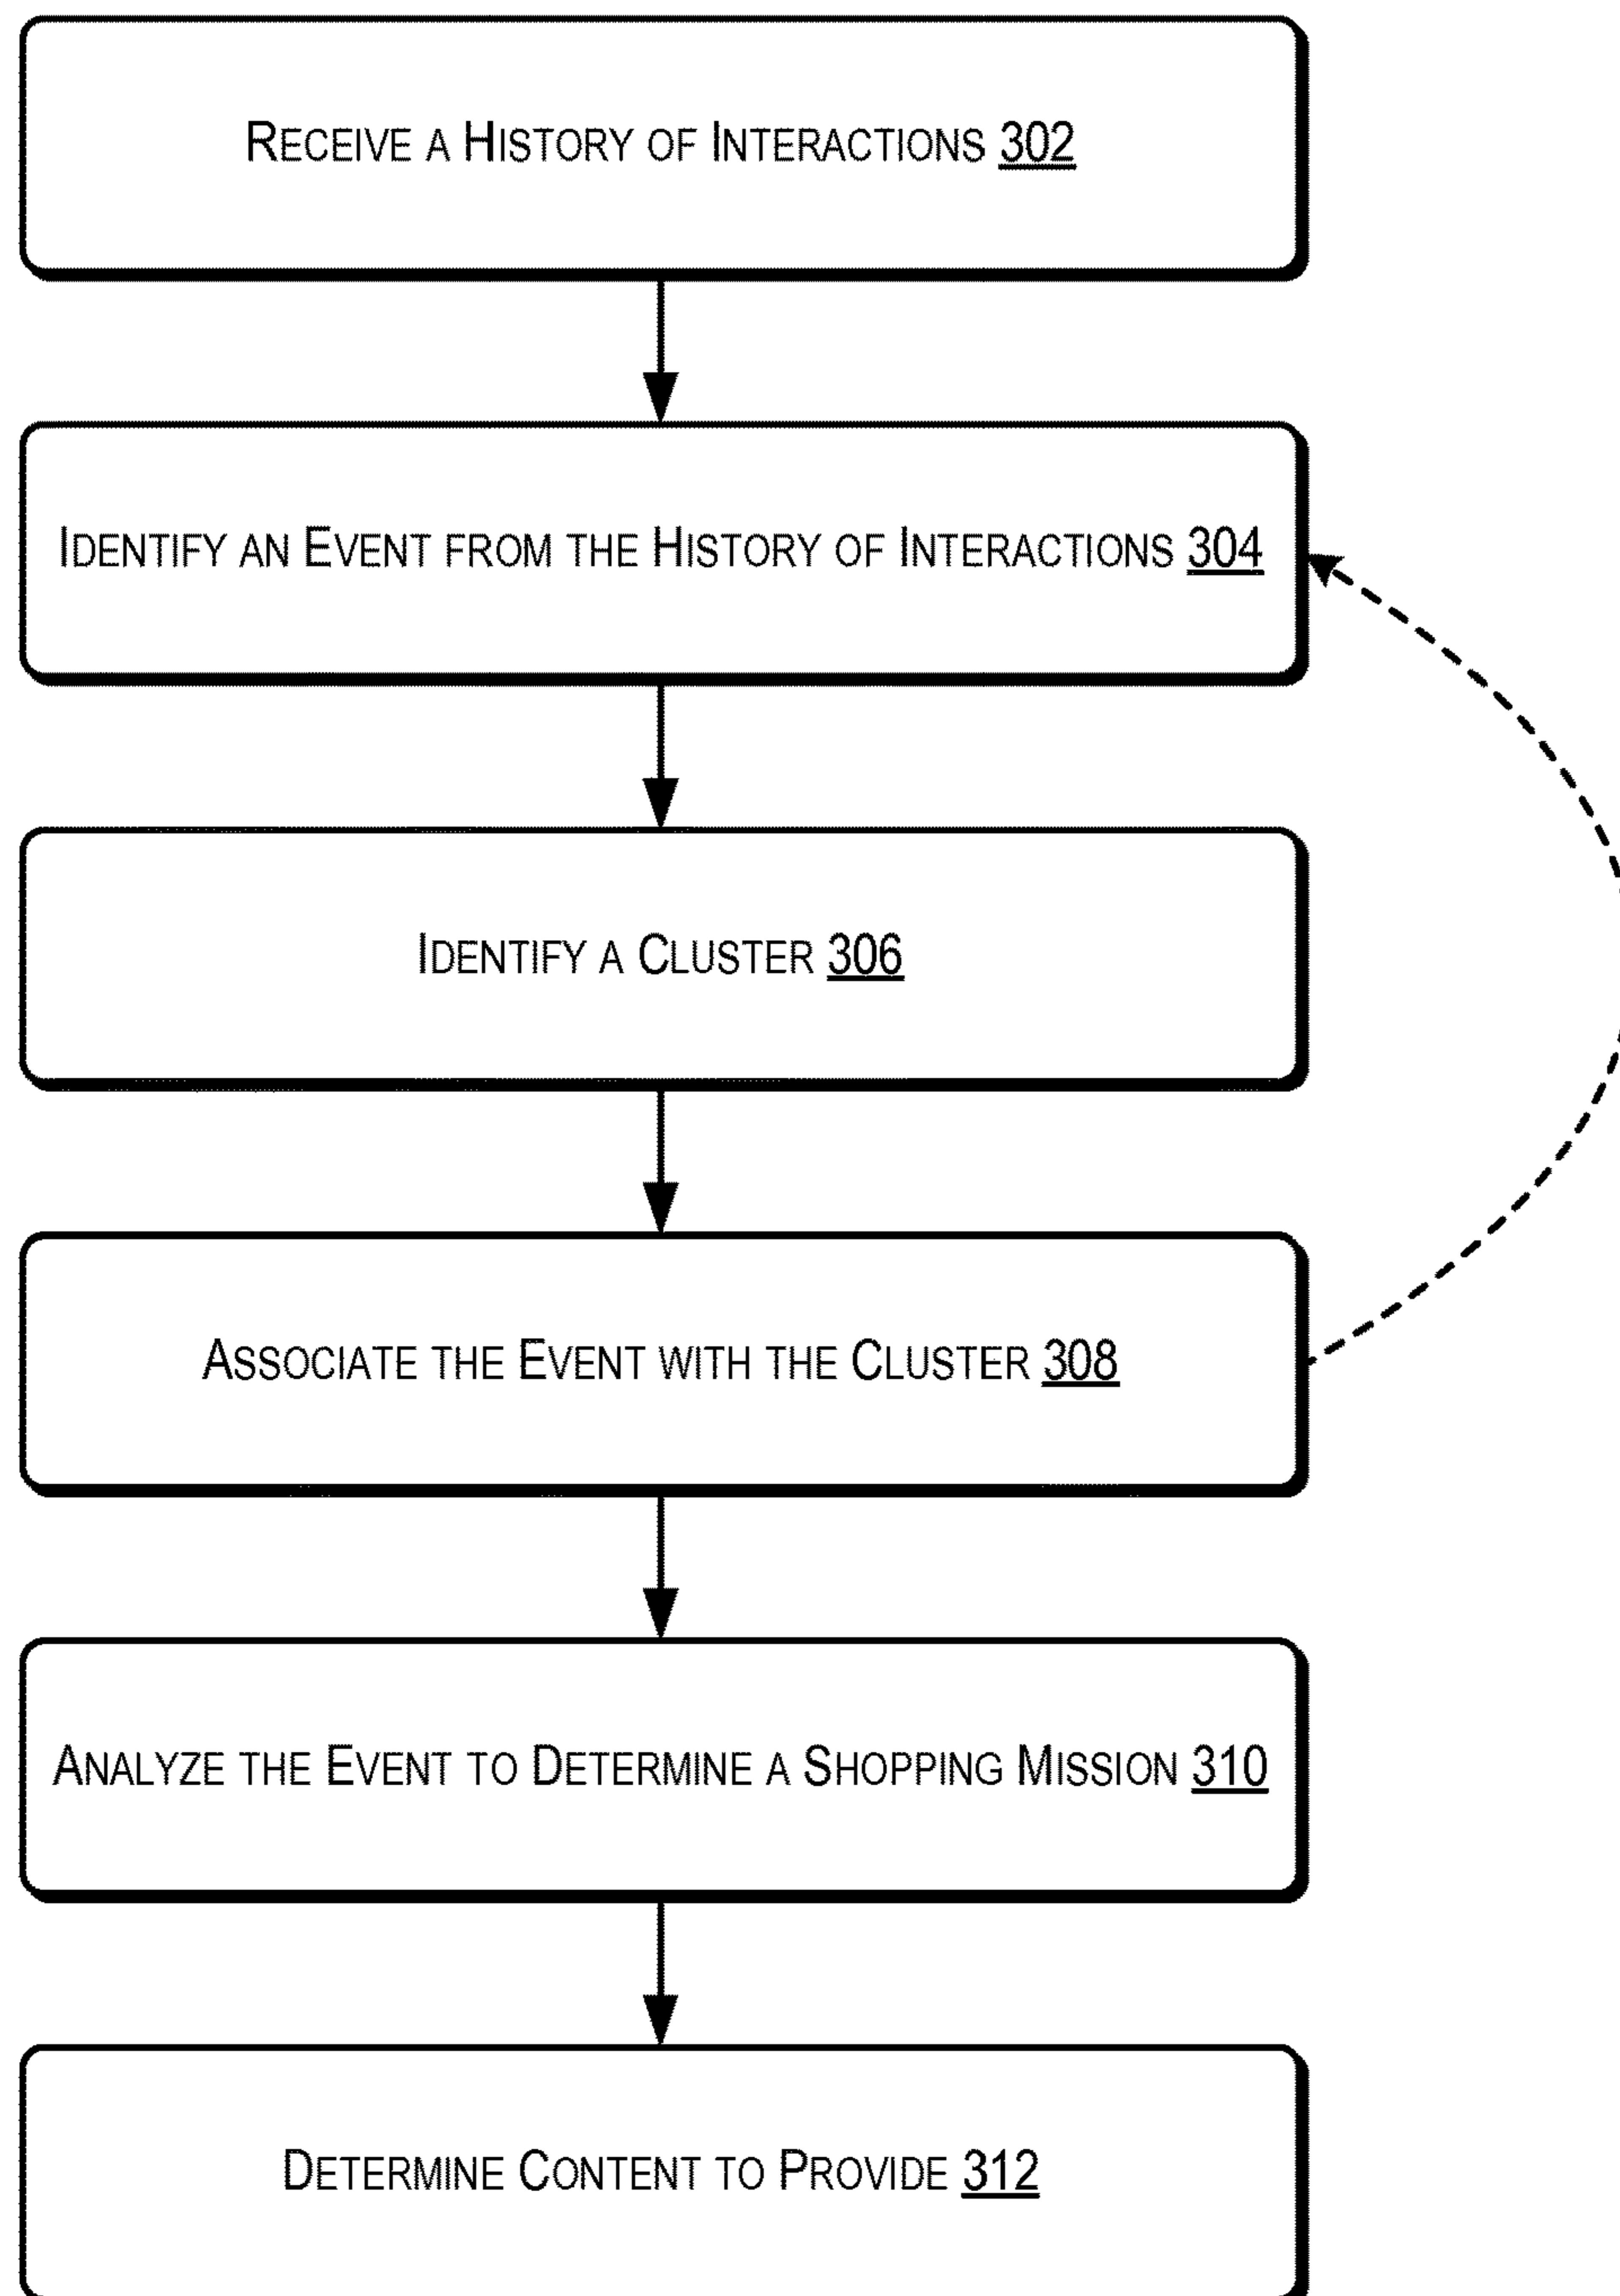 Receive a History of Interactions 302
Identify an Event from the History of Interactions 304
Identify a Cluster 306
Associate the Event with the Cluster 308
Analyze the Event to Determine a Shopping Mission 310
Determine Content to Provide 312